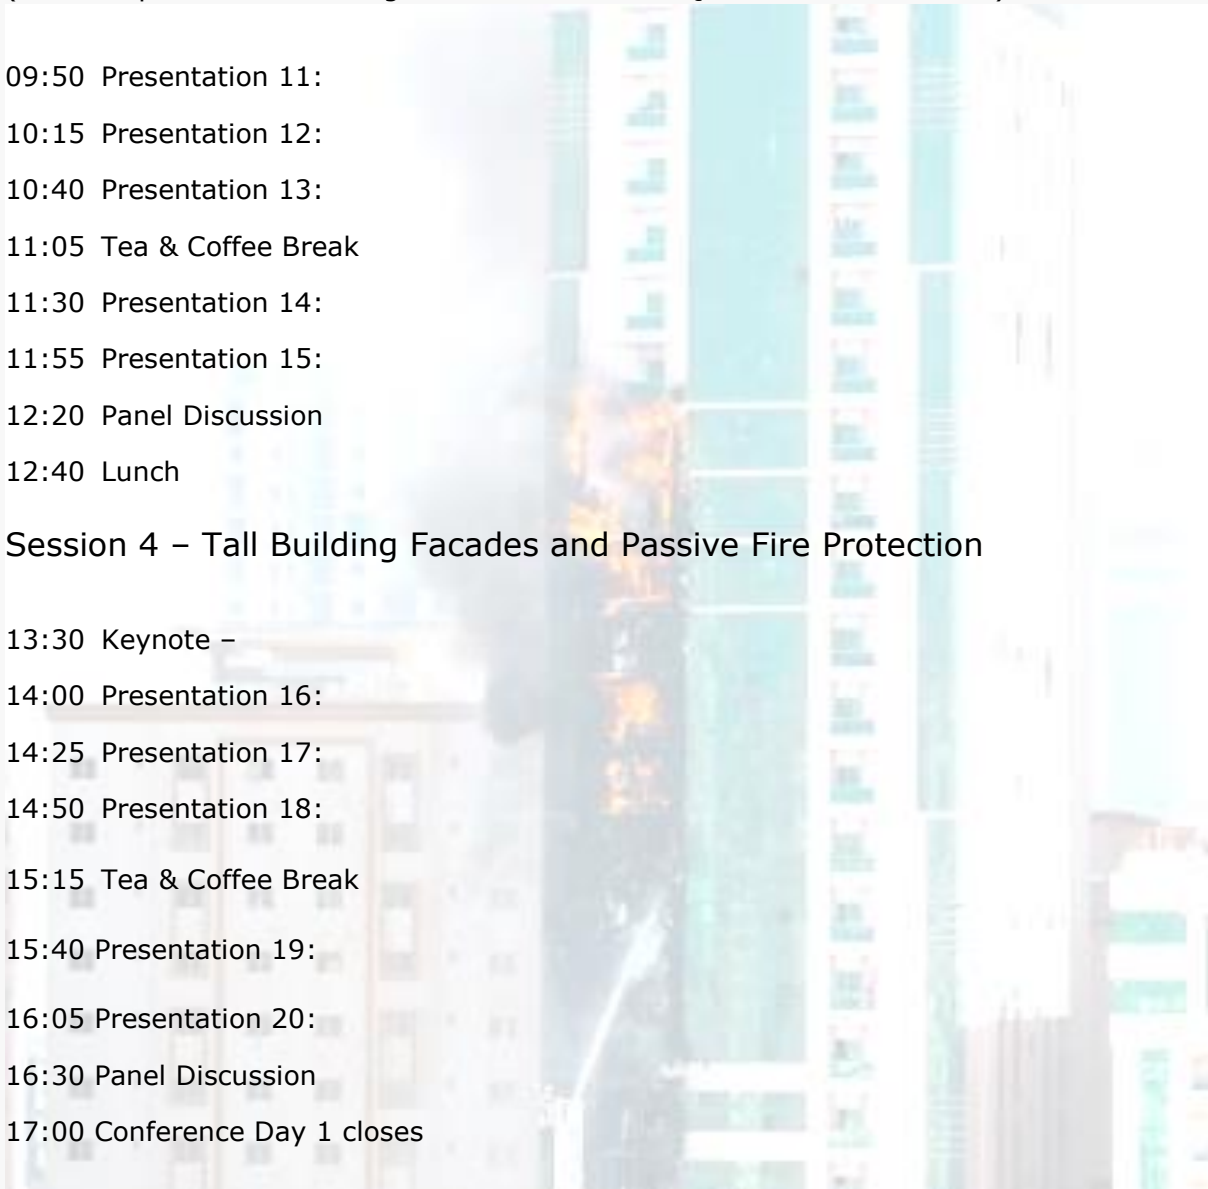 09:50 Presentation 11:
10:15 Presentation 12:
10:40 Presentation 13:
11:05 Tea & Coffee Break
11:30 Presentation 14:
11:55 Presentation 15:
12:20 Panel Discussion
12:40 Lunch
Session 4 – Tall Building Facades and Passive Fire Protection
13:30 Keynote –
14:00 Presentation 16:
14:25 Presentation 17:
14:50 Presentation 18:
15:15 Tea & Coffee Break
15:40 Presentation 19:
16:05 Presentation 20:
16:30 Panel Discussion
17:00 Conference Day 1 closes